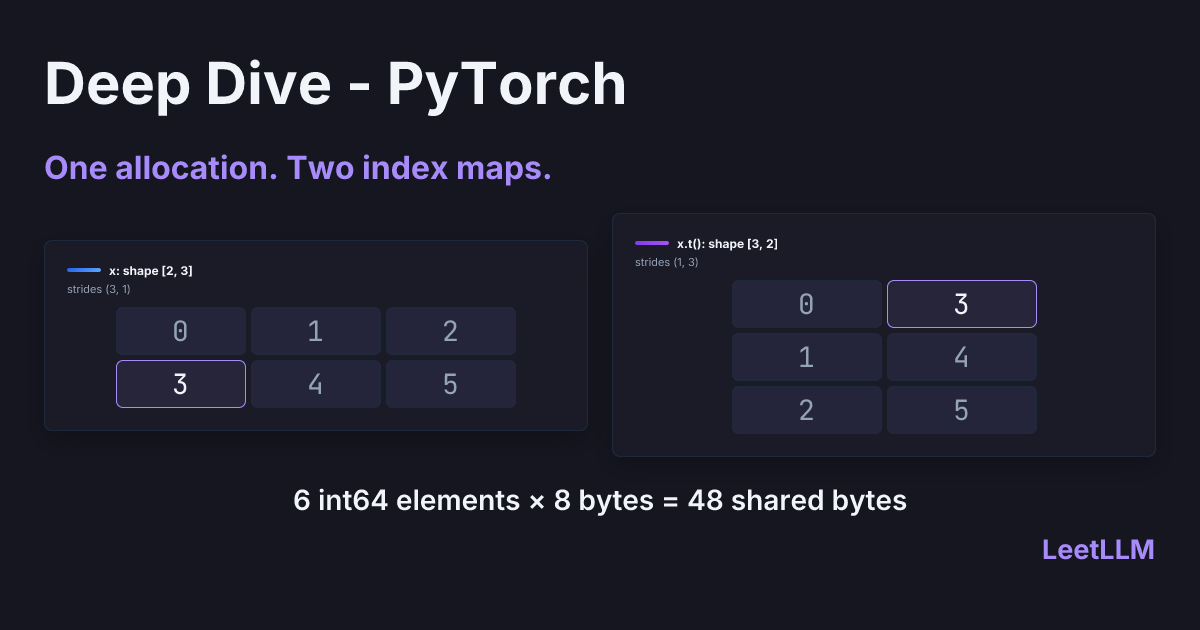 Deep Dive - PyTorch
One allocation. Two index maps.
x: shape [2, 3]
strides (3, 1)
0 1 2
3 4 5
x.t(): shape [3, 2]
strides (1, 3)
0 3
1 4
2 5
6 int64 elements × 8 bytes = 48 shared bytes
LeetLLM